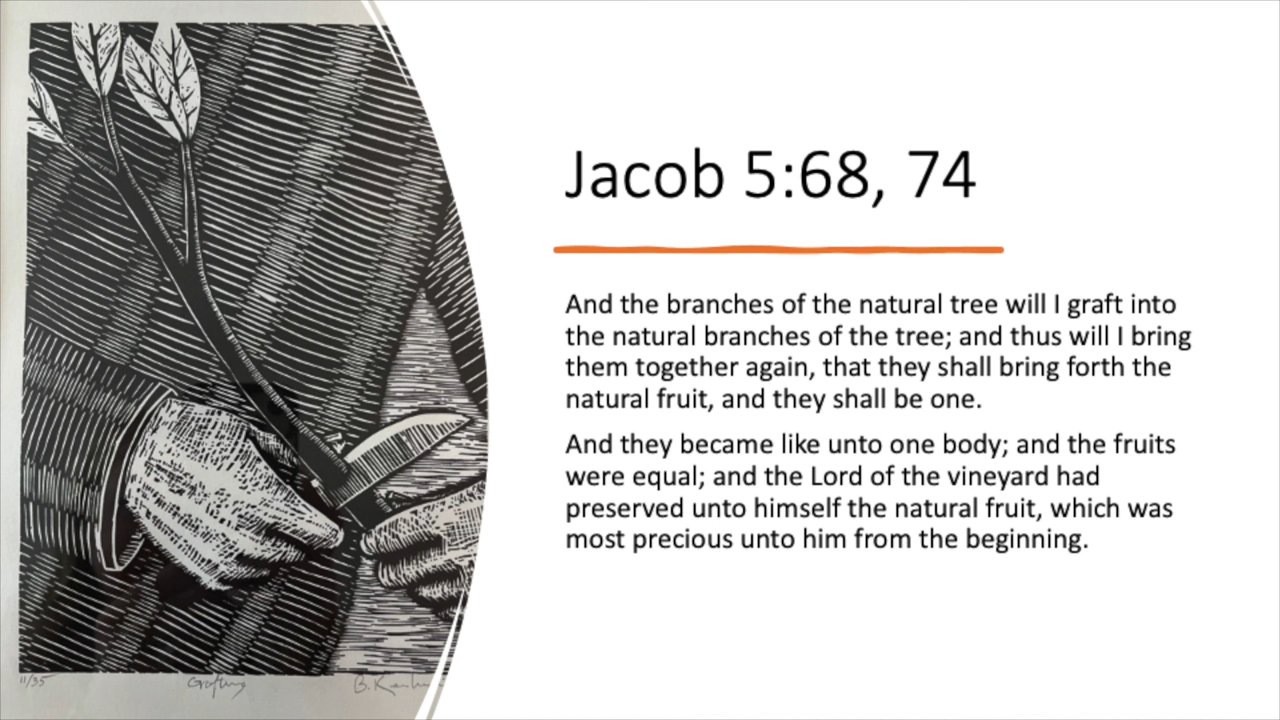 Jacob 5:68, 74
And the branches of the natural tree will I graft into
the natural branches of the tree; and thus will I bring
them together again, that they shall bring forth the
natural fruit, and they shall be one.
And they became like unto one body; and the fruits
were equal; and the Lord of the vineyard had
preserved unto himself the natural fruit, which was
most precious unto him from the beginning.
11/35 Grafting B.